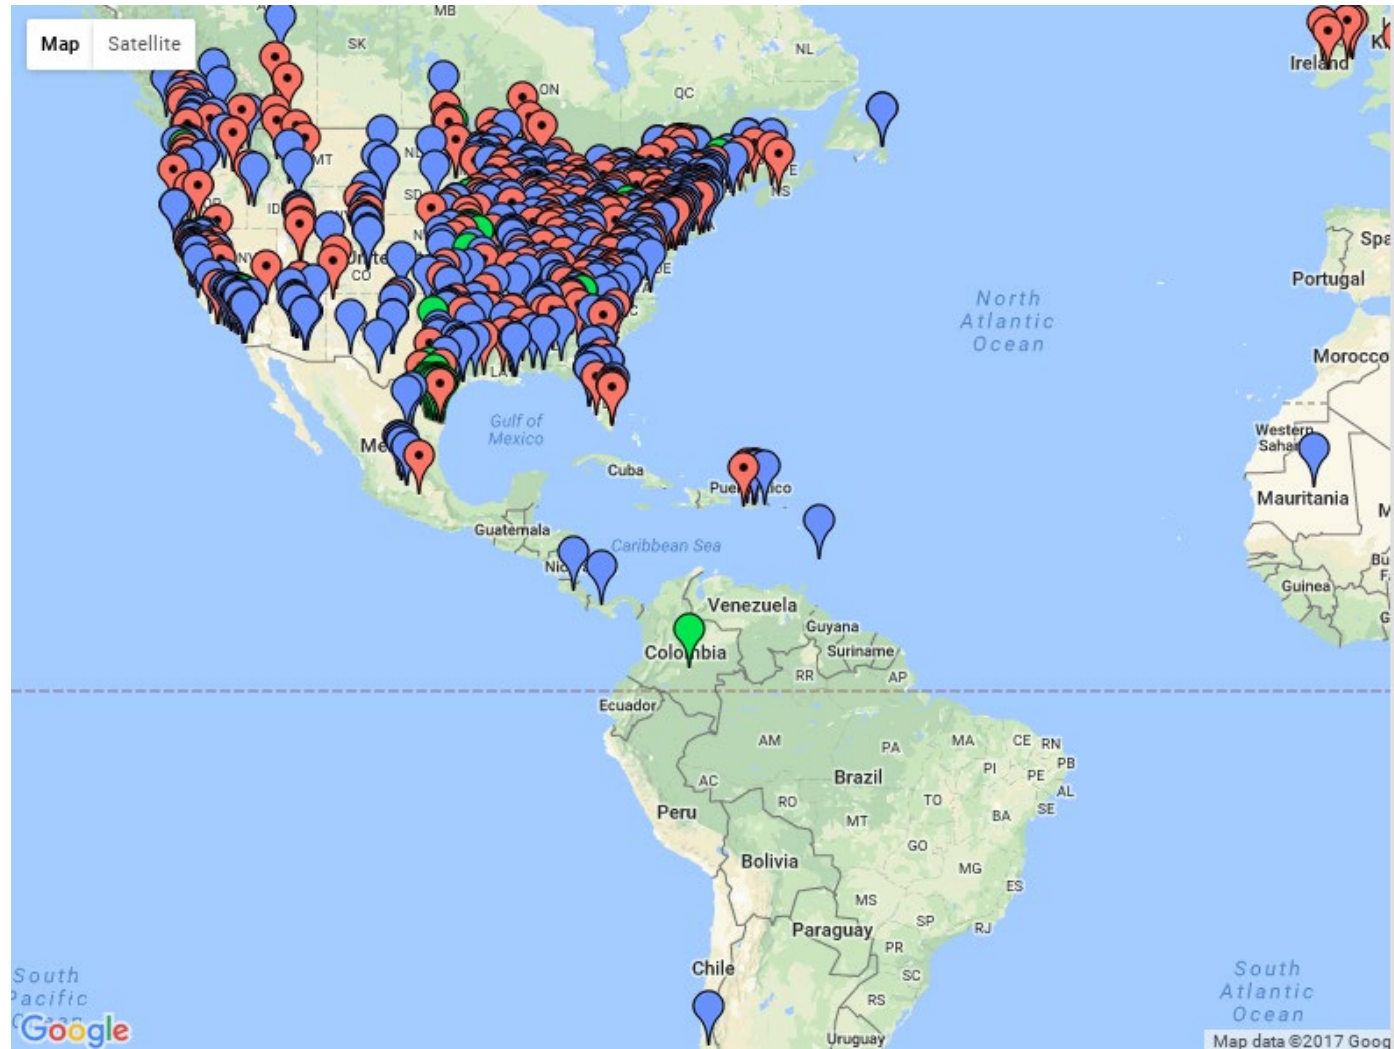 Map Satellite
MB
SK
NL
ON
QC
Ireland
MT
SD
ID
CO
NS
DE
LA
Spa
Portugal
North
Atlantic
Ocean
Morocco
Gulf of
Mexico
Western
Cuba
Mauritania
Guatemala
Caribbean Sea
Guinea
Venezuela
Guyana
Suriname
Colombia
RR
AP
Ecuador
AM
PA
MA
CE
RN
PB
PI
PE
AL
SE
AC
Brazil
RO
TO
BA
Peru
MT
GO
Bolivia
MG
ES
MS
SP
RJ
Paraguay
PR
Chile
SC
South
Pacific
South
Atlantic
Ocean
RS
Google
Uruguay
Map data ©2017 Goog